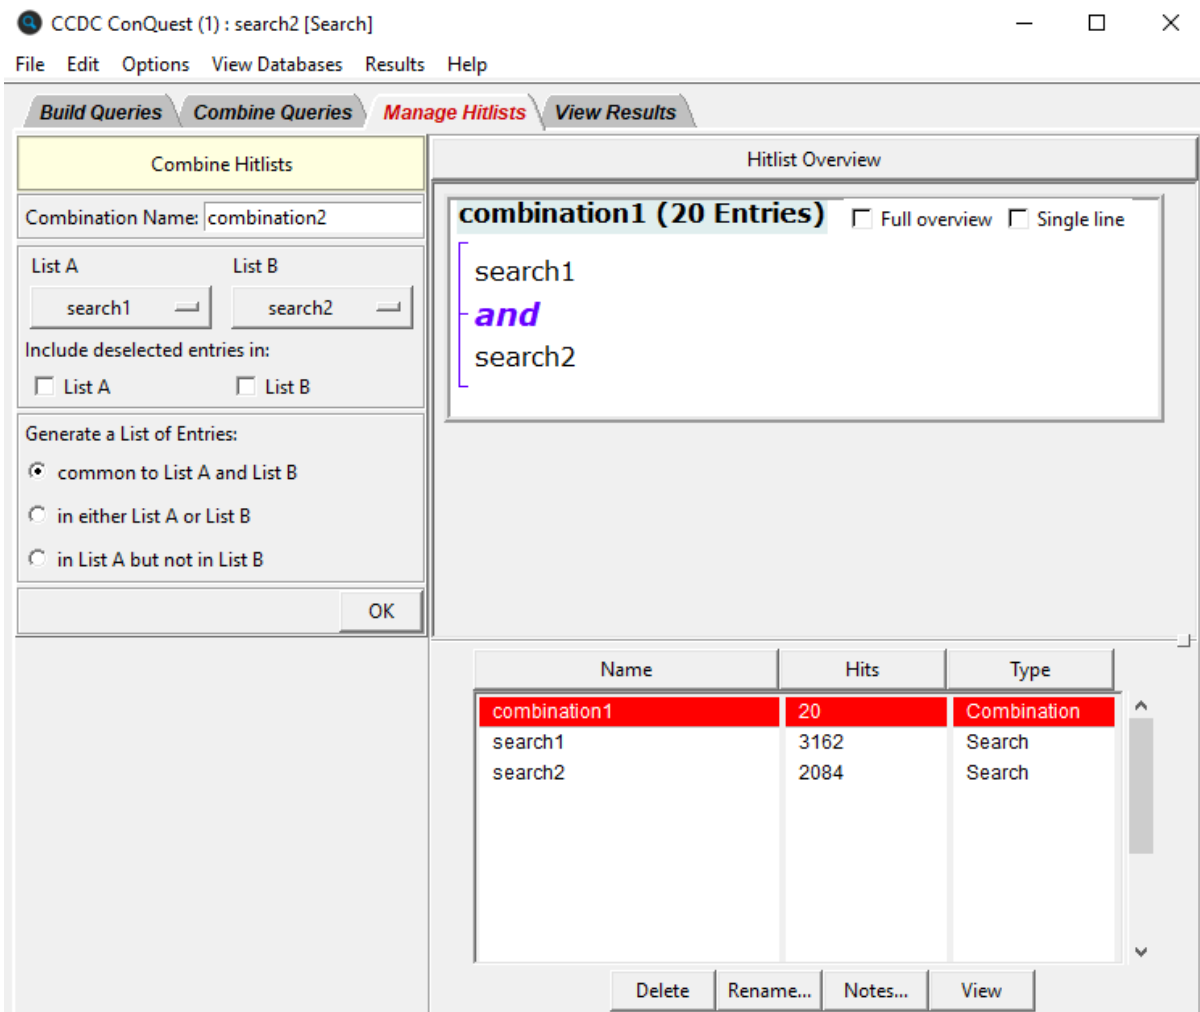 CCDC ConQuest (1) : search2 [Search]
File Edit Options View Databases Results Help
Build Queries Combine Queries Manage Hitlists View Results
Combine Hitlists
Combination Name: combination2
List A List B
search1 search2
Include deselected entries in:
List A List B
Generate a List of Entries:
common to List A and List B
in either List A or List B
in List A but not in List B
OK
Hitlist Overview
combination1 (20 Entries) Full overview Single line
search1
and
search2
Name Hits Type
combination1 20 Combination
search1 3162 Search
search2 2084 Search
Delete Rename... Notes... View